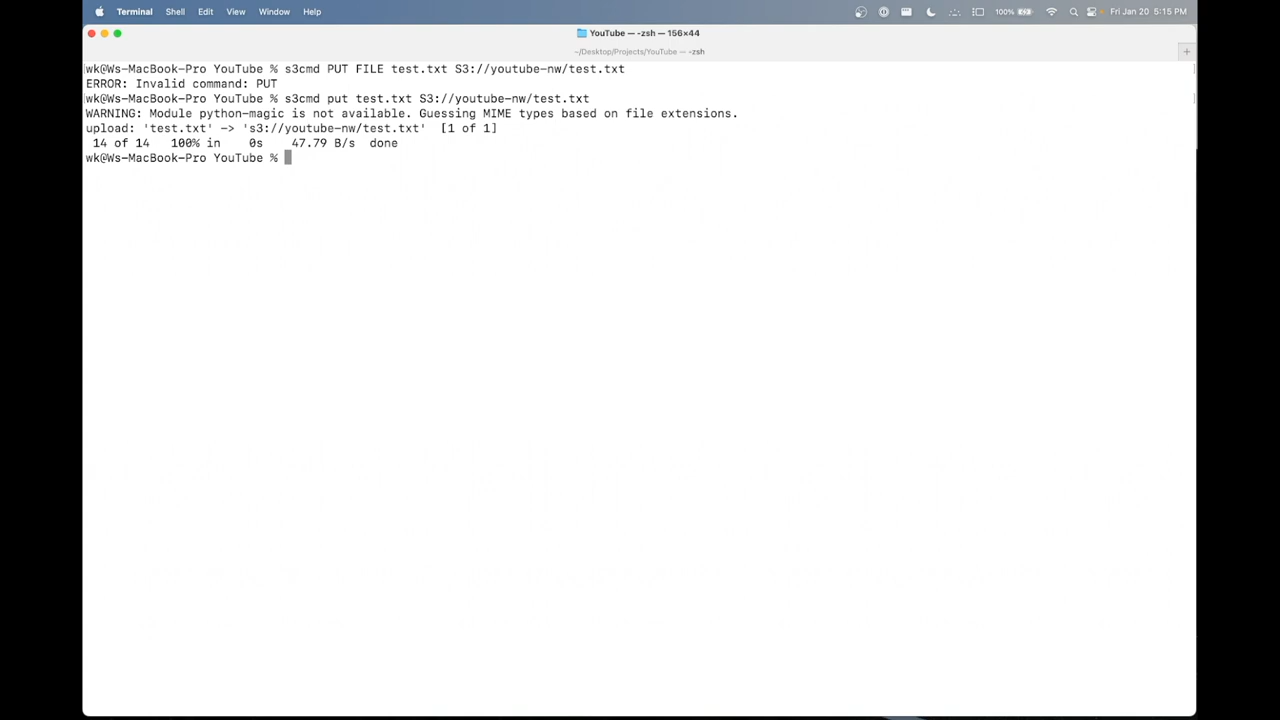 Terminal Shell Edit View Window Help 100% Fri Jan 20 5:15 PM
YouTube — -zsh — 156×44
~/Desktop/Projects/YouTube — -zsh
wk@Ws-MacBook-Pro YouTube % s3cmd PUT FILE test.txt S3://youtube-nw/test.txt
ERROR: Invalid command: PUT
wk@Ws-MacBook-Pro YouTube % s3cmd put test.txt S3://youtube-nw/test.txt
WARNING: Module python-magic is not available. Guessing MIME types based on file extensions.
upload: 'test.txt' -> 's3://youtube-nw/test.txt'  [1 of 1]
 14 of 14   100% in    0s    47.79 B/s  done
wk@Ws-MacBook-Pro YouTube %